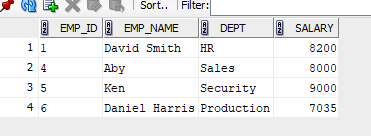 Sort.. Filter:
EMP_ID EMP_NAME DEPT SALARY
1 1 David Smith HR 8200
2 4 Aby Sales 8000
3 5 Ken Security 9000
4 6 Daniel Harris Production 7035